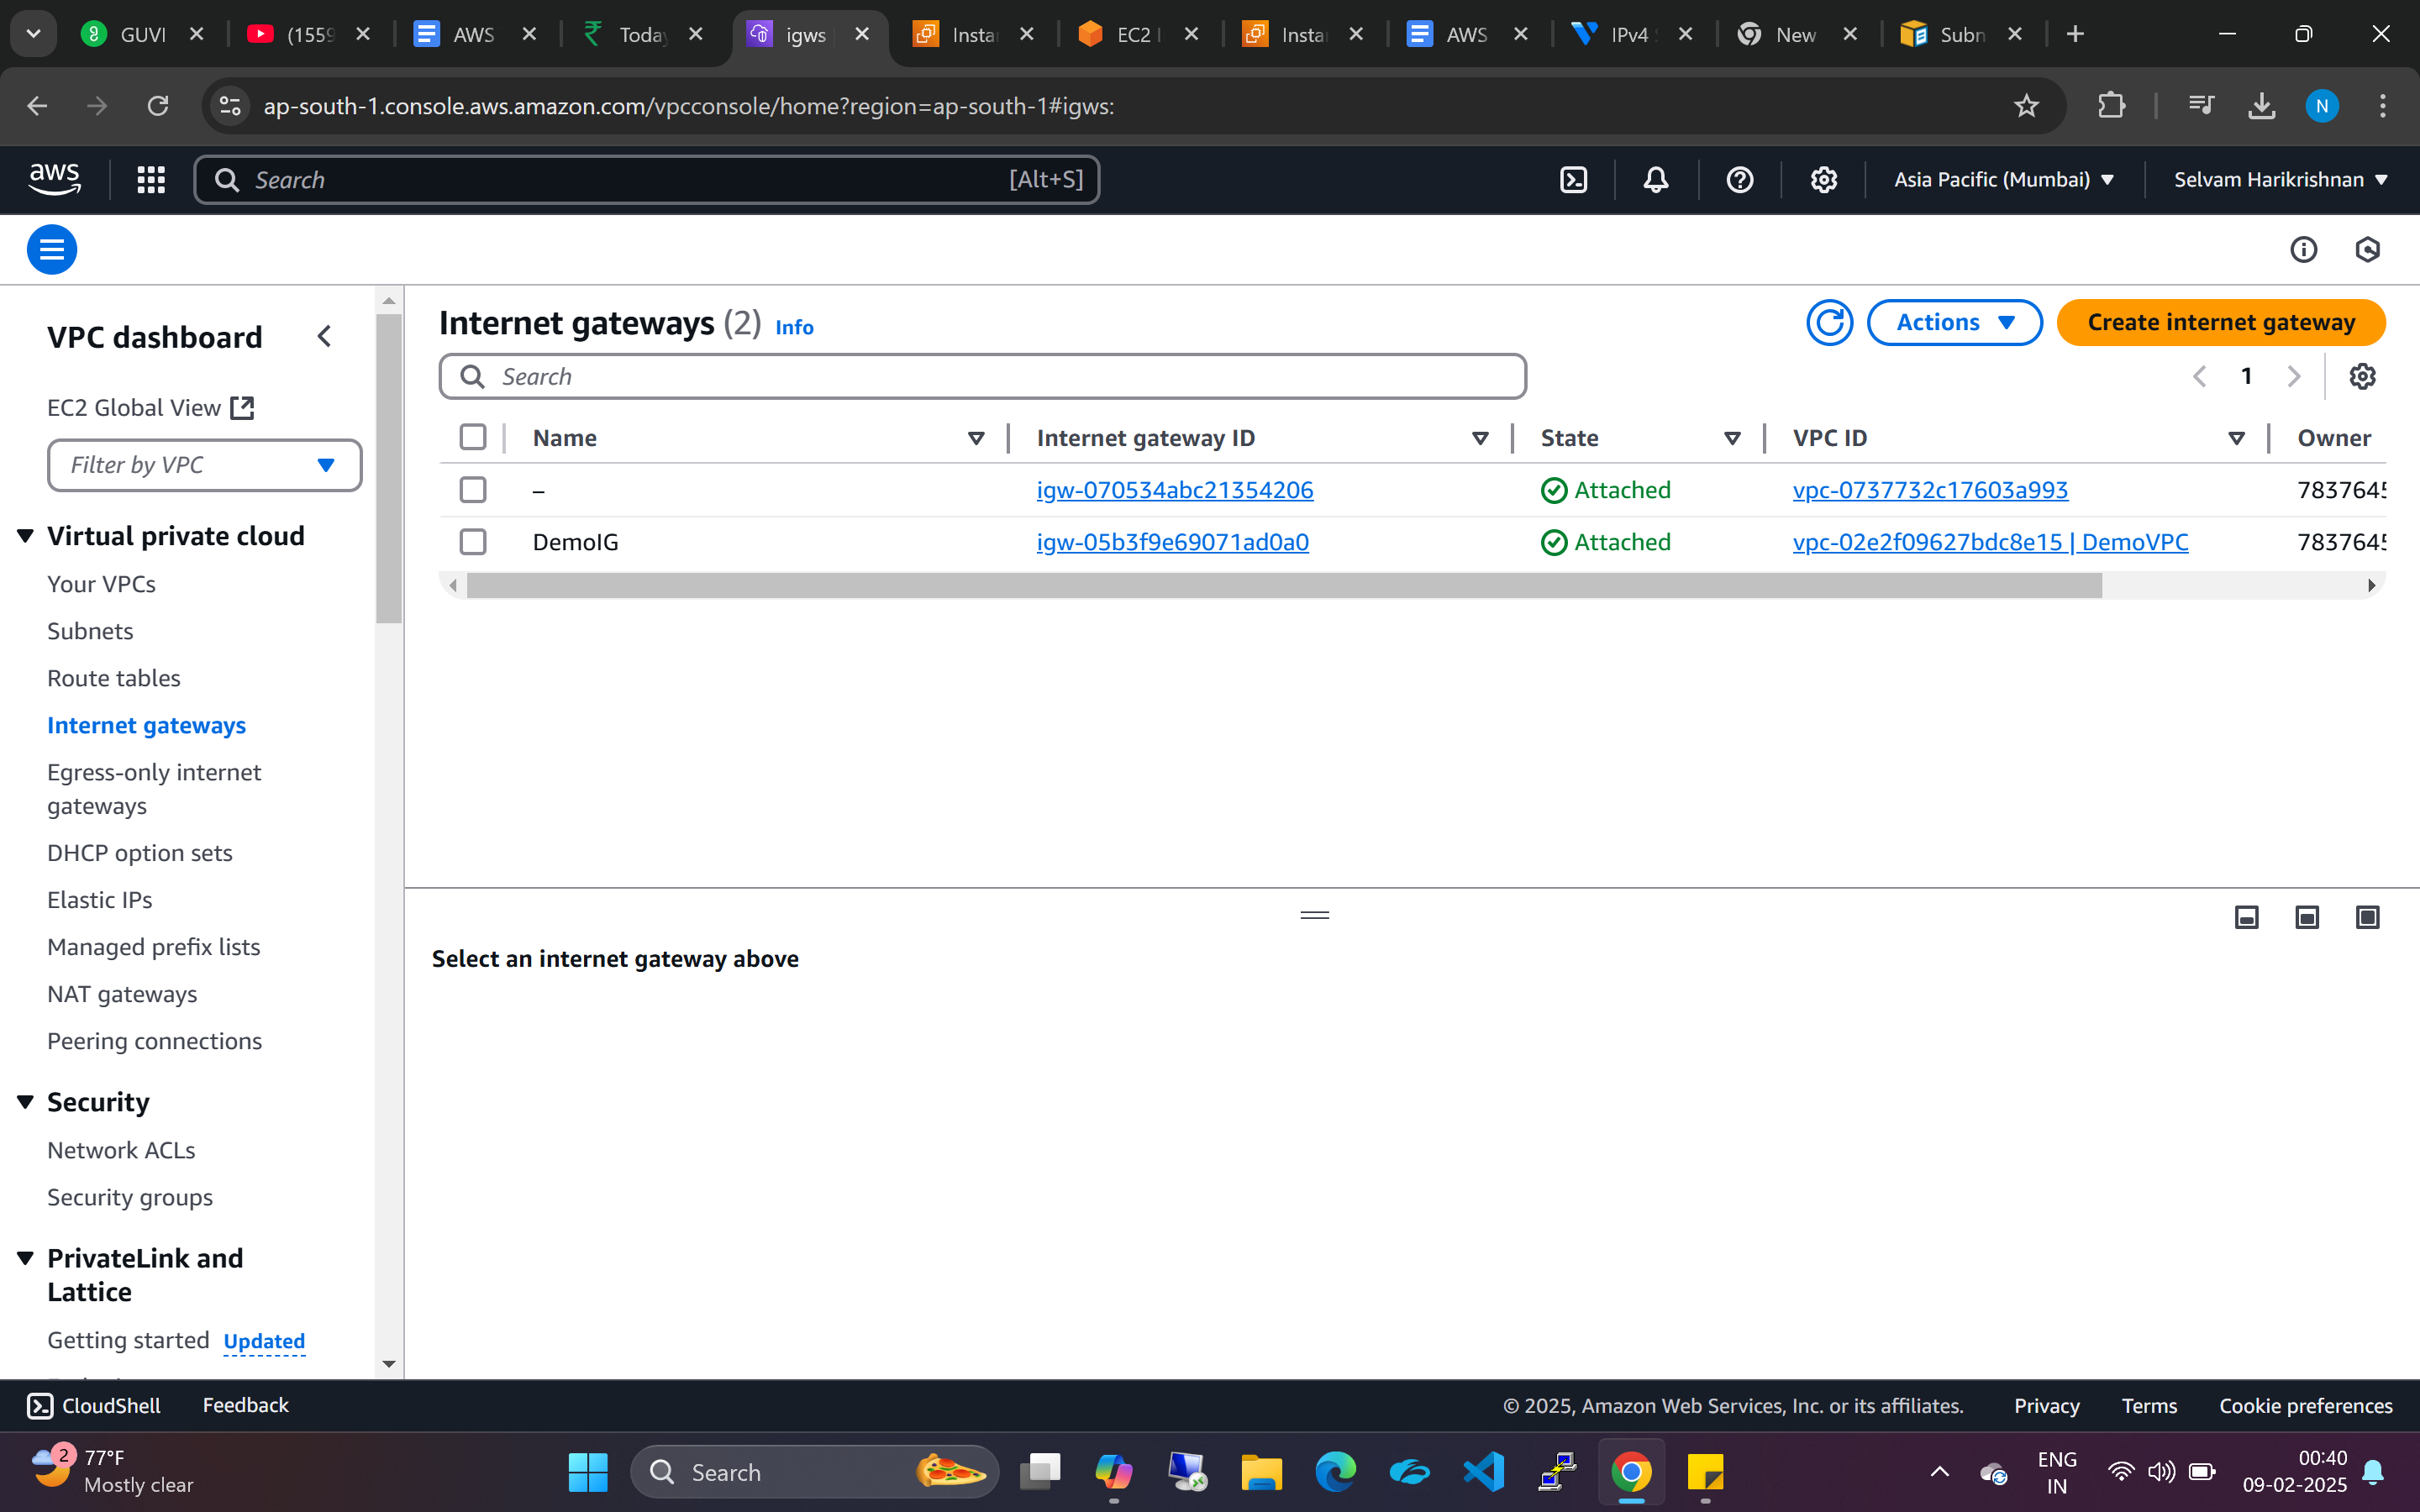 GUVI
(1559
AWS
Today
igws
Instan
EC2 I
Instan
AWS
IPv4 S
New
Subn
ap-south-1.console.aws.amazon.com/vpcconsole/home?region=ap-south-1#igws:
N
aws
Search
[Alt+S]
Asia Pacific (Mumbai)
Selvam Harikrishnan
VPC dashboard
EC2 Global View
Filter by VPC
Virtual private cloud
Your VPCs
Subnets
Route tables
Internet gateways
Egress-only internet
gateways
DHCP option sets
Elastic IPs
Managed prefix lists
NAT gateways
Peering connections
Security
Network ACLs
Security groups
PrivateLink and
Lattice
Getting started Updated
Internet gateways (2) Info
Actions
Create internet gateway
Search
1
Name Internet gateway ID State VPC ID Owner
– igw-070534abc21354206 Attached vpc-0737732c17603a993 7837645
DemoIG igw-05b3f9e69071ad0a0 Attached vpc-02e2f09627bdc8e15 | DemoVPC 7837645
Select an internet gateway above
CloudShell Feedback
© 2025, Amazon Web Services, Inc. or its affiliates. Privacy Terms Cookie preferences
2
77°F
Mostly clear
Search
ENG
IN
00:40
09-02-2025